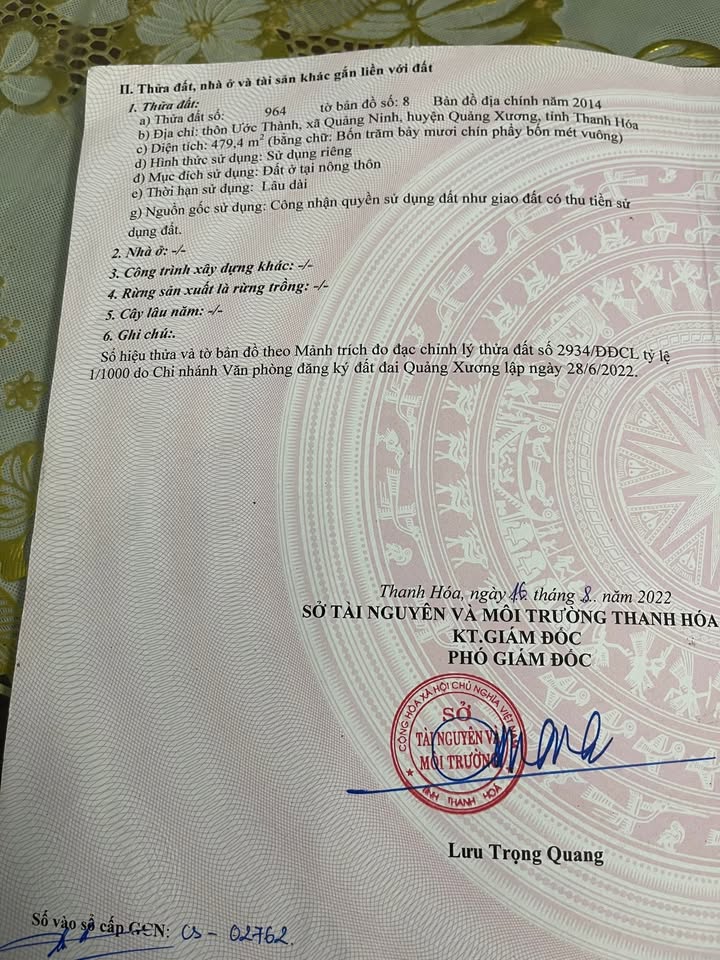 II. Thửa đất, nhà ở và tài sản khác gắn liền với đất
1. Thửa đất:
a) Thửa đất số: 964 tờ bản đồ số: 8 Bản đồ địa chính năm 2014
b) Địa chỉ: thôn Ước Thành, xã Quảng Ninh, huyện Quảng Xương, tỉnh Thanh Hóa
c) Diện tích: 479,4 m² (bằng chữ: Bốn trăm bảy mươi chín phẩy bốn mét vuông)
d) Hình thức sử dụng: Sử dụng riêng
đ) Mục đích sử dụng: Đất ở tại nông thôn
e) Thời hạn sử dụng: Lâu dài
g) Nguồn gốc sử dụng: Công nhận quyền sử dụng đất như giao đất có thu tiền sử
dụng đất.
2. Nhà ở: -/-
3. Công trình xây dựng khác: -/-
4. Rừng sản xuất là rừng trồng: -/-
5. Cây lâu năm: -/-
6. Ghi chú:.
Số hiệu thửa và tờ bản đồ theo Mảnh trích đo đạc chỉnh lý thửa đất số 2934/ĐĐCL tỷ lệ
1/1000 do Chi nhánh Văn phòng đăng ký đất đai Quảng Xương lập ngày 28/6/2022.
Thanh Hóa, ngày 16 tháng 8 năm 2022
SỞ TÀI NGUYÊN VÀ MÔI TRƯỜNG THANH HÓA
KT.GIÁM ĐỐC
PHÓ GIÁM ĐỐC
CỘNG HÒA XÃ HỘI CHỦ NGHĨA VIỆT NAM
SỞ
TÀI NGUYÊN VÀ
MÔI TRƯỜNG
TỈNH THANH HOÁ
Lưu Trọng Quang
Số vào sổ cấp GCN: CS - 02762.